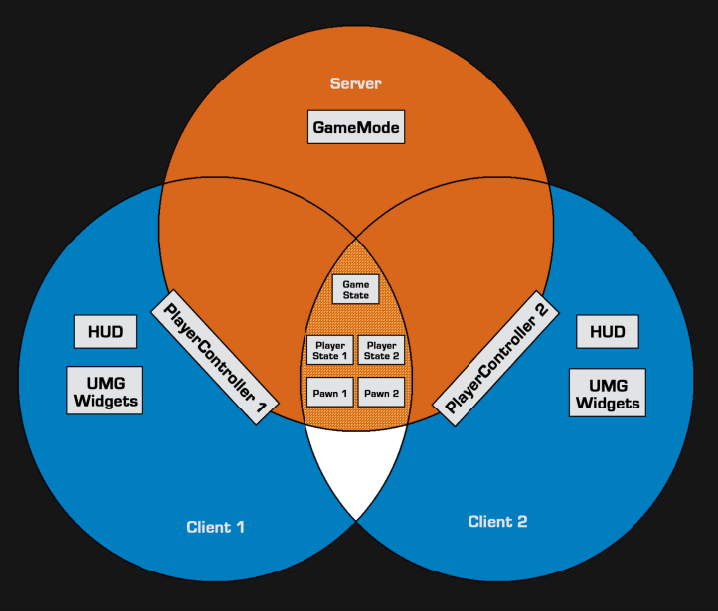 Server
GameMode
Game
State
HUD
PlayerController 1
PlayerController 2
HUD
Player
State 1
Player
State 2
UMG
Widgets
Pawn 1
Pawn 2
UMG
Widgets
Client 1
Client 2